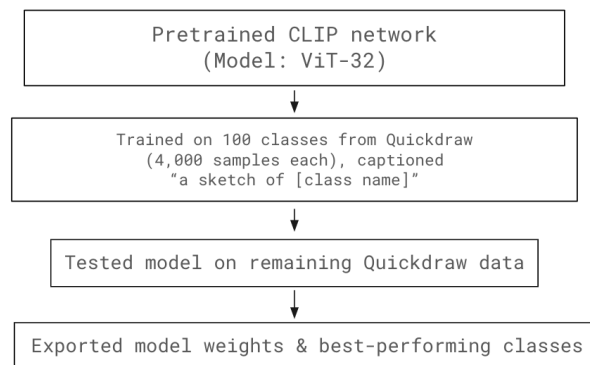 Pretrained CLIP network
(Model: ViT-32)
Trained on 100 classes from Quickdraw
(4,000 samples each), captioned
“a sketch of [class name]”
Tested model on remaining Quickdraw data
Exported model weights & best-performing classes